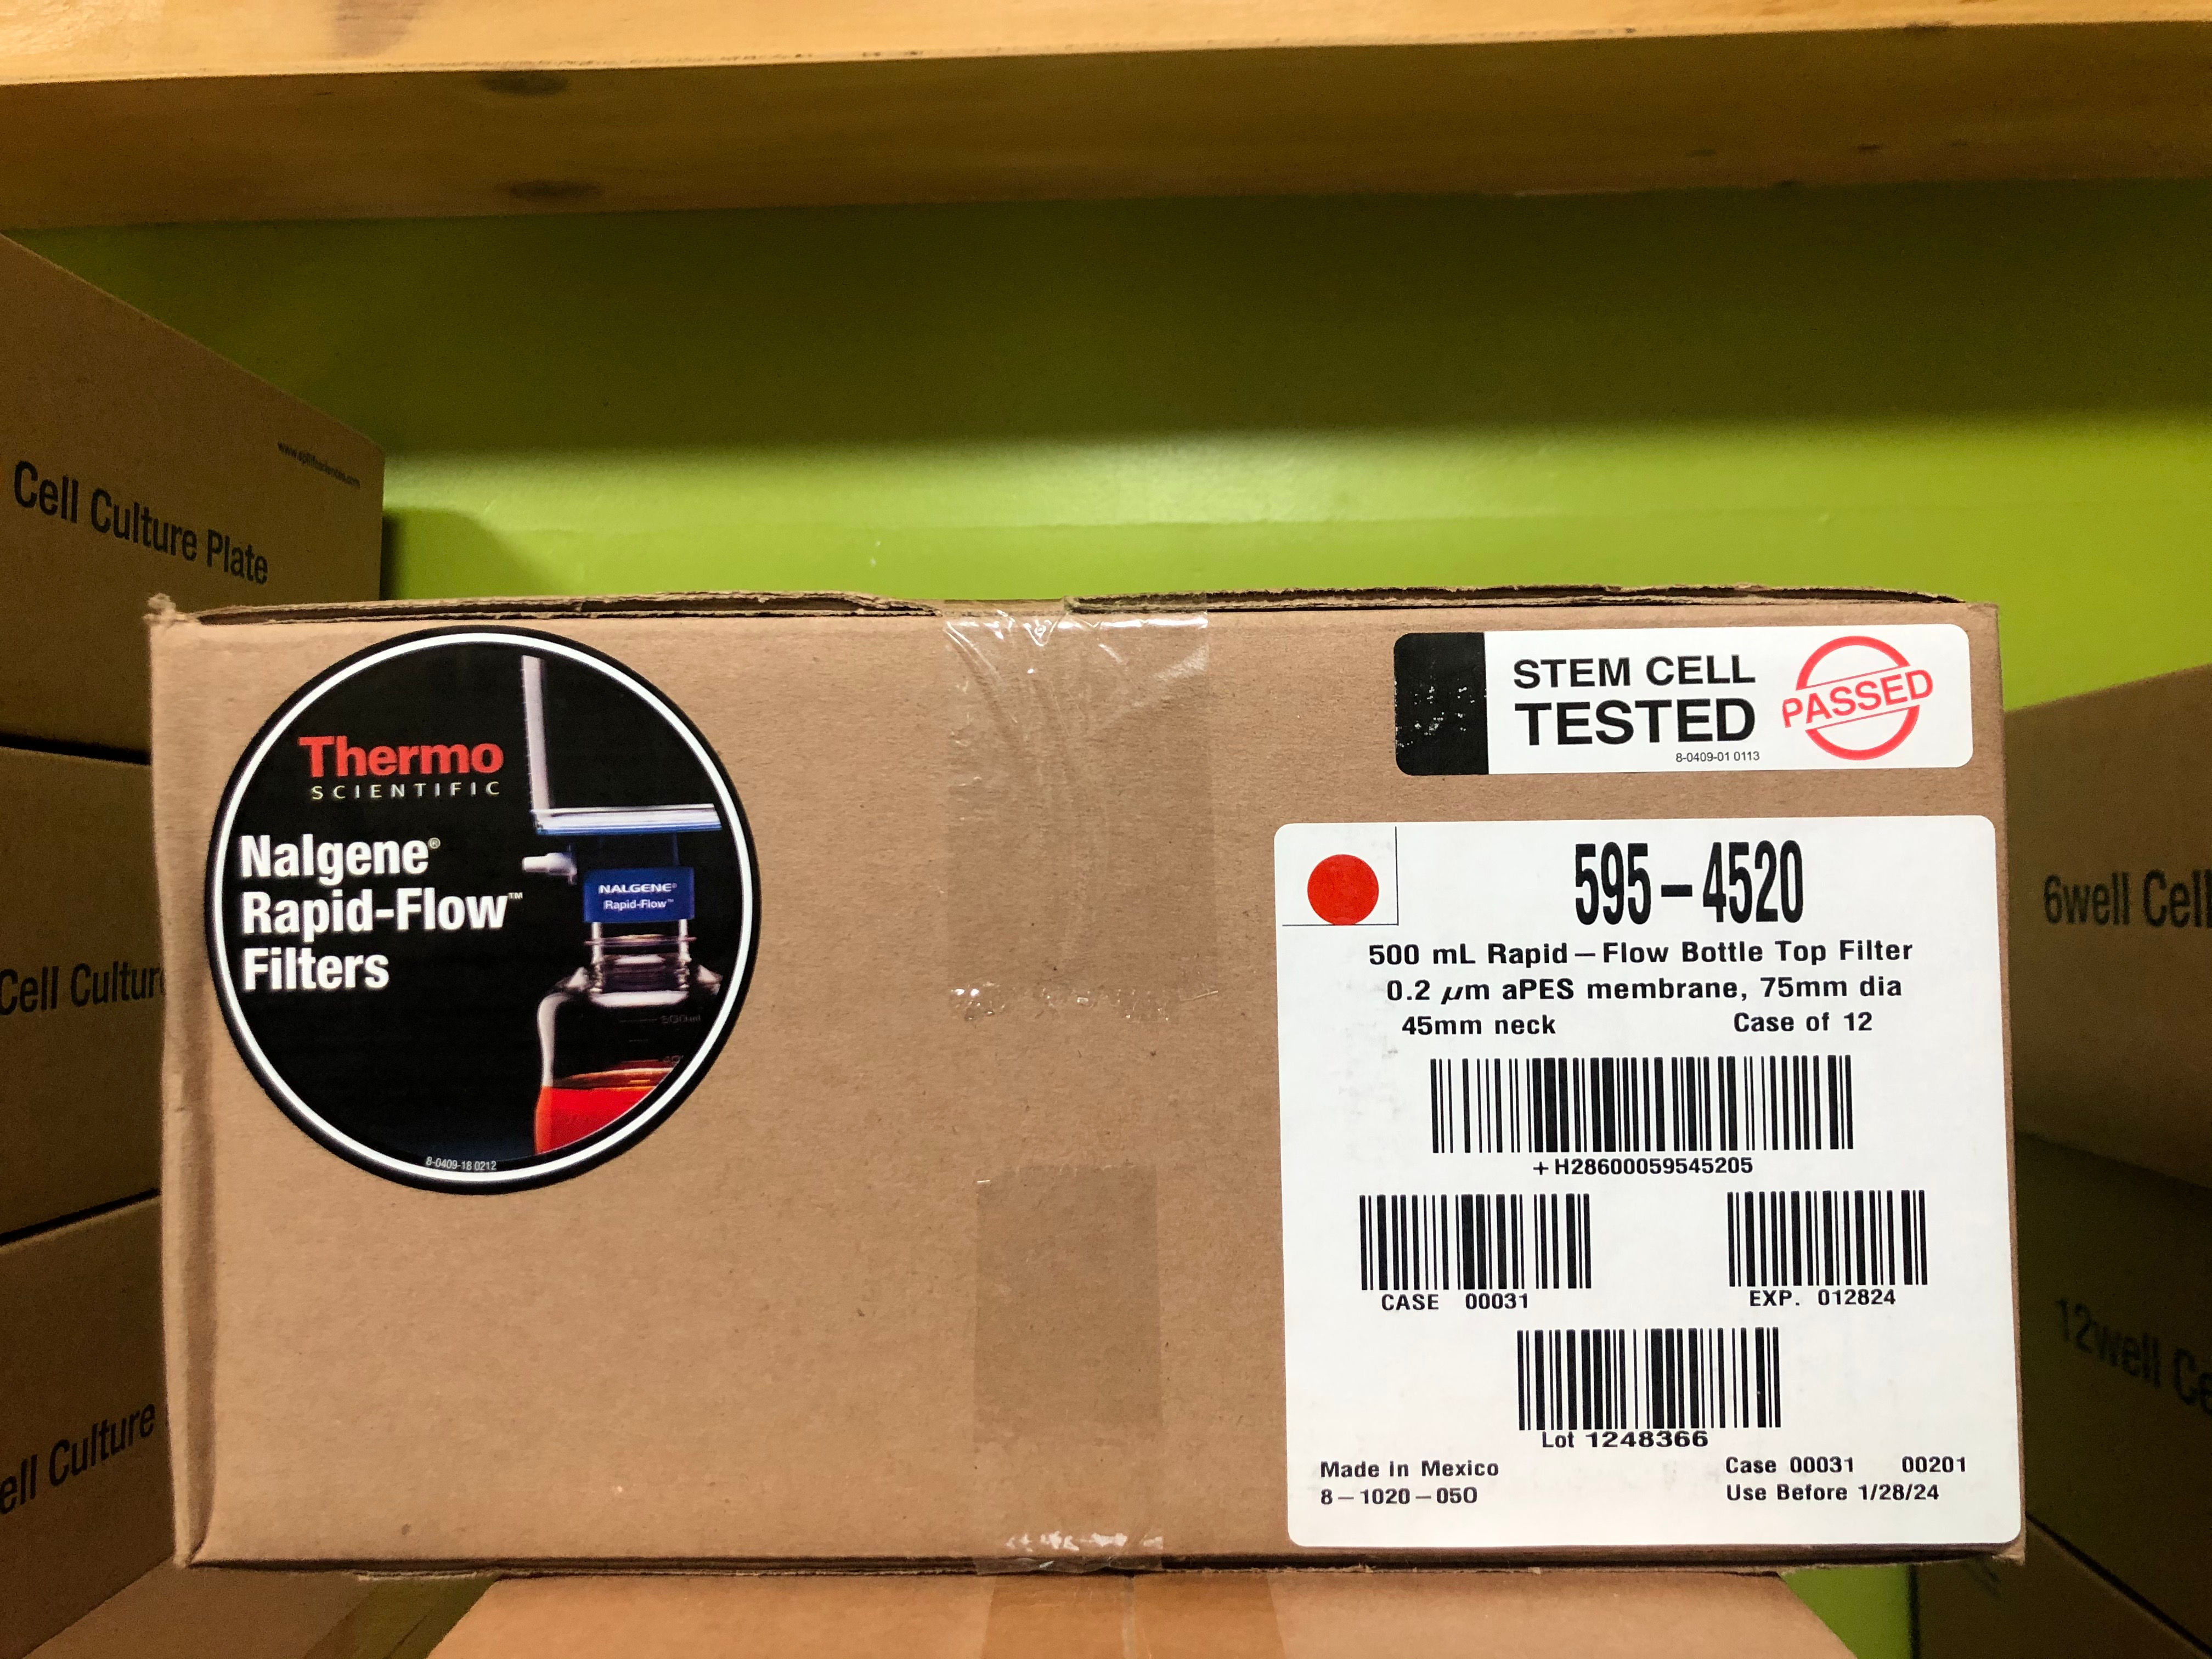 Cell Culture Plate
Cell Culture
ell Culture
Thermo
SCIENTIFIC
Nalgene®
Rapid-Flow™
Filters
NALGENE®
Rapid-Flow™
500ml
8-0409-18 0212
STEM CELL
TESTED
PASSED
8-0409-01 0113
595-4520
500 mL Rapid-Flow Bottle Top Filter
0.2 µm aPES membrane, 75mm dia
45mm neck Case of 12
+H28600059545205
CASE 00031 EXP. 012824
Lot 1248366
Made in Mexico Case 00031 00201
8-1020-050 Use Before 1/28/24
6well Cell
12well Ce